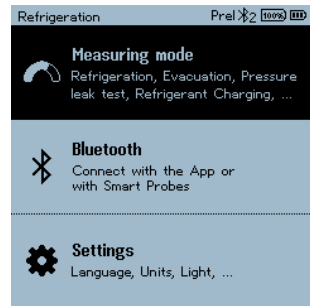 Refrigeration Prel 2 100%
Measuring mode
Refrigeration, Evacuation, Pressure
leak test, Refrigerant Charging, ...
Bluetooth
Connect with the App or
with Smart Probes
Settings
Language, Units, Light, ...